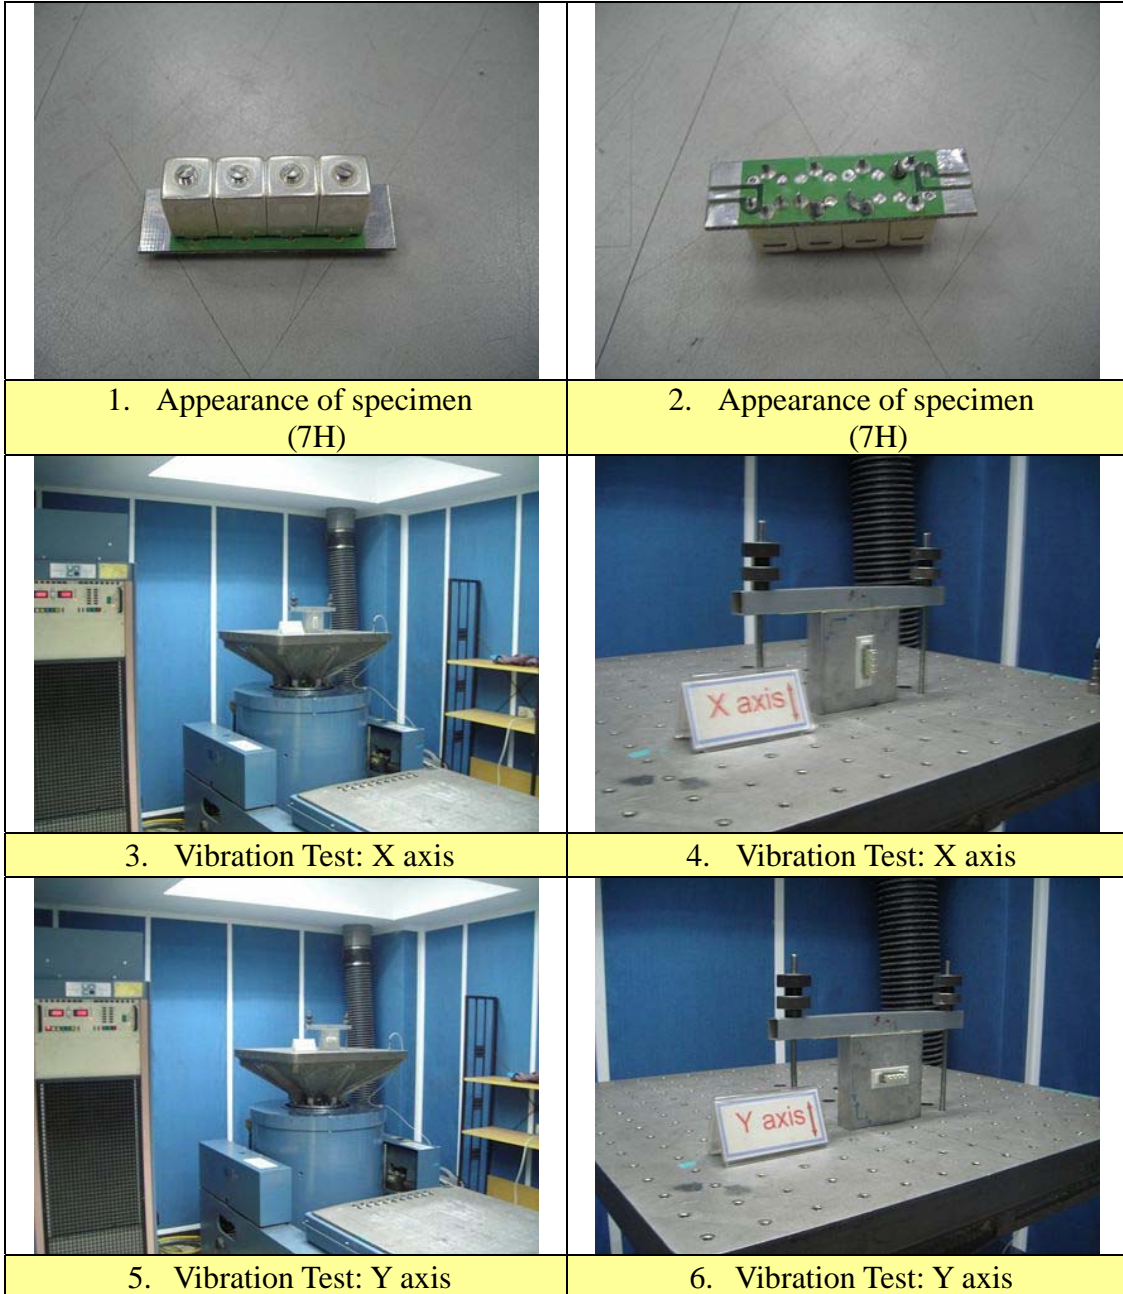 1. Appearance of specimen
(7H)
2. Appearance of specimen
(7H)
3. Vibration Test: X axis
X axis
4. Vibration Test: X axis
5. Vibration Test: Y axis
Y axis
6. Vibration Test: Y axis